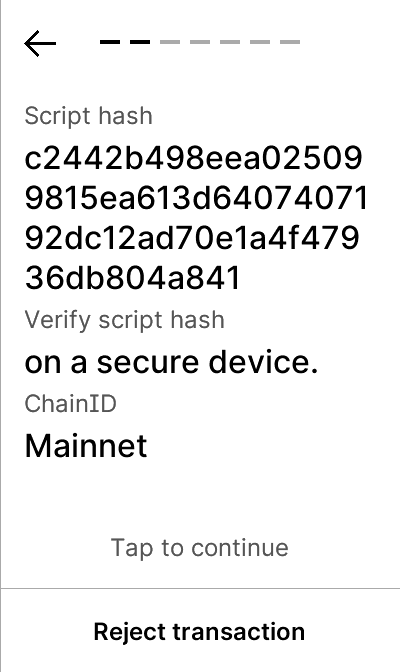 Script hash
c2442b498eea02509
9815ea613d64074071
92dc12ad70e1a4f479
36db804a841
Verify script hash
on a secure device.
ChainID
Mainnet
Tap to continue
Reject transaction